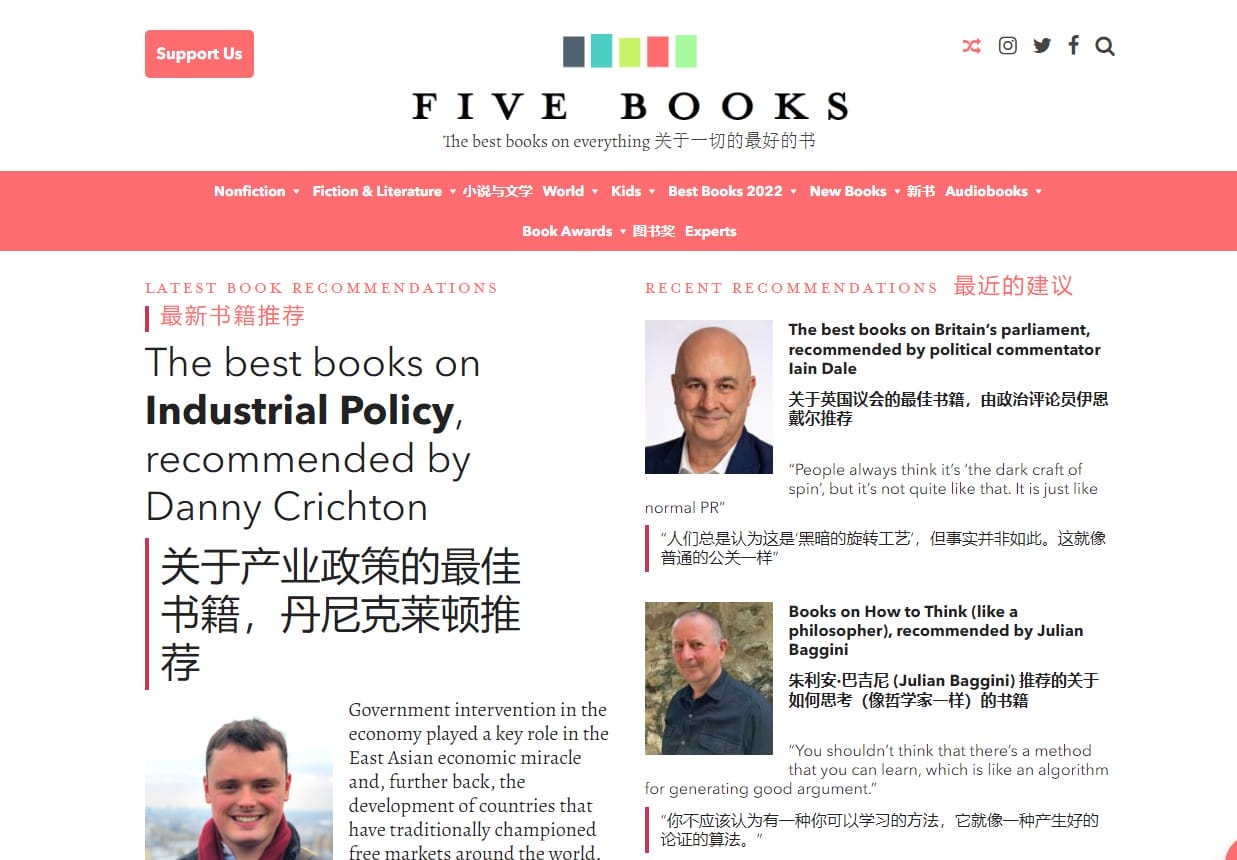 Support Us
FIVE BOOKS
The best books on everything 关于一切的最好的书
Nonfiction Fiction & Literature 小说与文学 World Kids Best Books 2022 New Books 新书 Audiobooks
Book Awards 图书奖 Experts
LATEST BOOK RECOMMENDATIONS
最新书籍推荐
The best books on
Industrial Policy,
recommended by
Danny Crichton
关于产业政策的最佳
书籍，丹尼克莱顿推
荐
Government intervention in the
economy played a key role in the
East Asian economic miracle
and, further back, the
development of countries that
have traditionally championed
free markets around the world.
RECENT RECOMMENDATIONS 最近的建议
The best books on Britain’s parliament,
recommended by political commentator
Iain Dale
关于英国议会的最佳书籍，由政治评论员伊恩
戴尔推荐
“People always think it’s ‘the dark craft of
spin’, but it’s not quite like that. It is just like
normal PR”
“人们总是认为这是‘黑暗的旋转工艺’，但事实并非如此。这就像
普通的公关一样”
Books on How to Think (like a
philosopher), recommended by Julian
Baggini
朱利安·巴吉尼 (Julian Baggini) 推荐的关于
如何思考（像哲学家一样）的书籍
“You shouldn’t think that there’s a method
that you can learn, which is like an algorithm
for generating good argument.”
“你不应该认为有一种你可以学习的方法，它就像一种产生好的
论证的算法。”